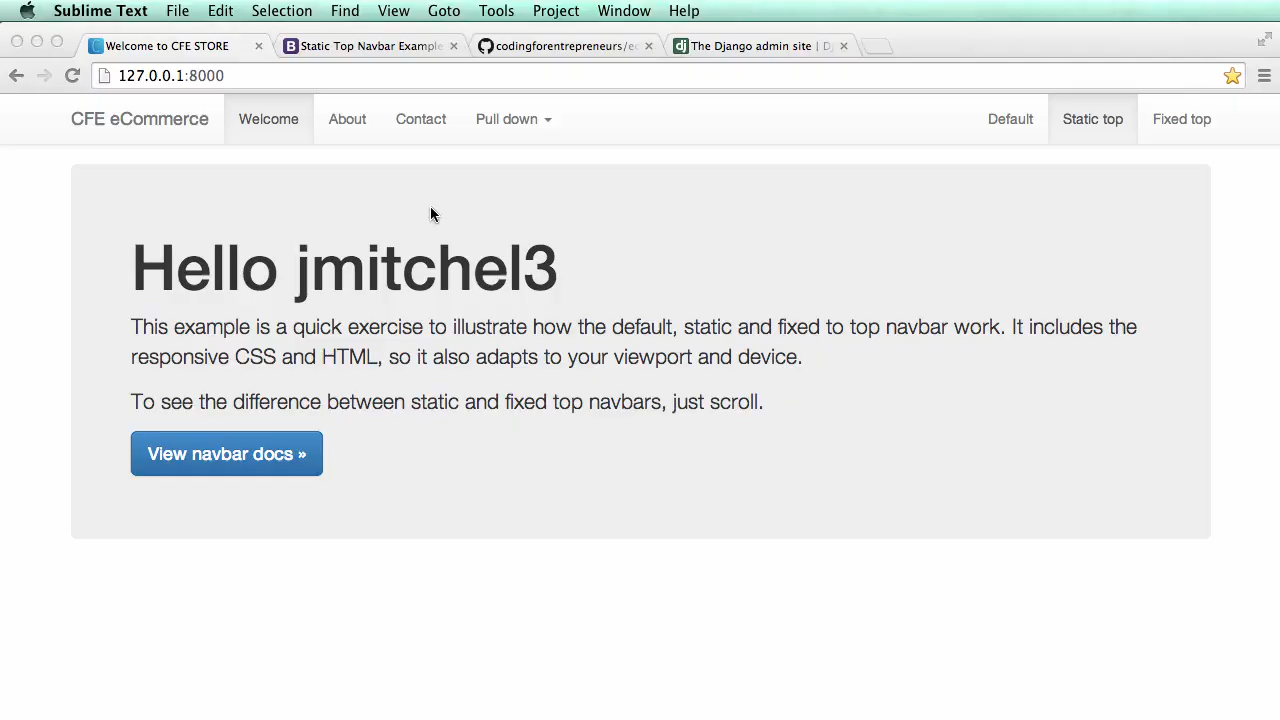 Sublime Text File Edit Selection Find View Goto Tools Project Window Help
Welcome to CFE STORE Static Top Navbar Example codingforentrepreneurs/ec The Django admin site | Dj
127.0.0.1:8000
CFE eCommerce Welcome About Contact Pull down Default Static top Fixed top
Hello jmitchel3
This example is a quick exercise to illustrate how the default, static and fixed to top navbar work. It includes the
responsive CSS and HTML, so it also adapts to your viewport and device.
To see the difference between static and fixed top navbars, just scroll.
View navbar docs »